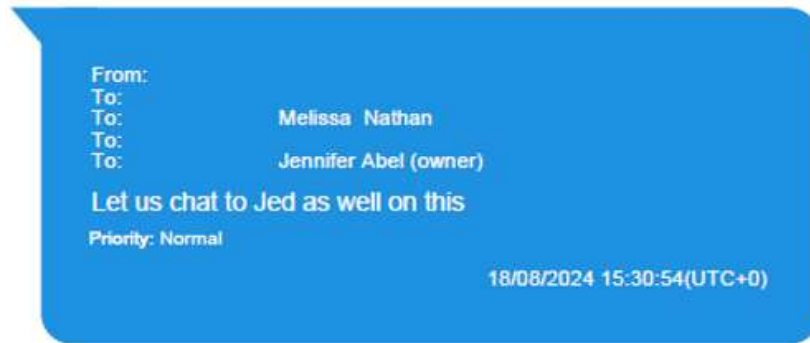 From:
To:
To: Melissa Nathan
To:
To: Jennifer Abel (owner)
Let us chat to Jed as well on this
Priority: Normal
18/08/2024 15:30:54(UTC+0)